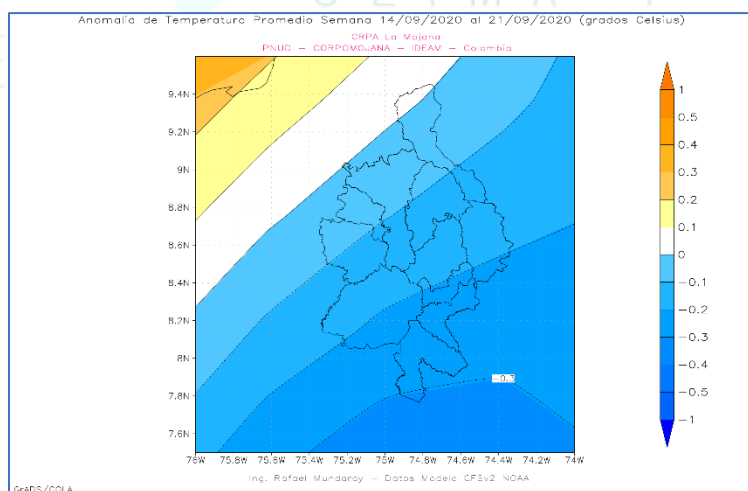 CLIMA
Anomalía de Temperatura Promedio Semana 14/09/2020 al 21/09/2020 (grados Celsius)
CRPA La Mojana
PNUD – CORPOMOJANA – IDEAM – Colombia
9.4N
9.2N
9N
8.8N
8.6N
8.4N
8.2N
8N
7.8N
7.6N
76W 75.8W 75.6W 75.4W 75.2W 75W 74.8W 74.6W 74.4W 74.2W 74W
-0.3
1
0.5
0.4
0.3
0.2
0.1
0
-0.1
-0.2
-0.3
-0.4
-0.5
-1
Ing. Rafael Mundaray – Datos Modelo CFSv2 NOAA
GrADS/COLA